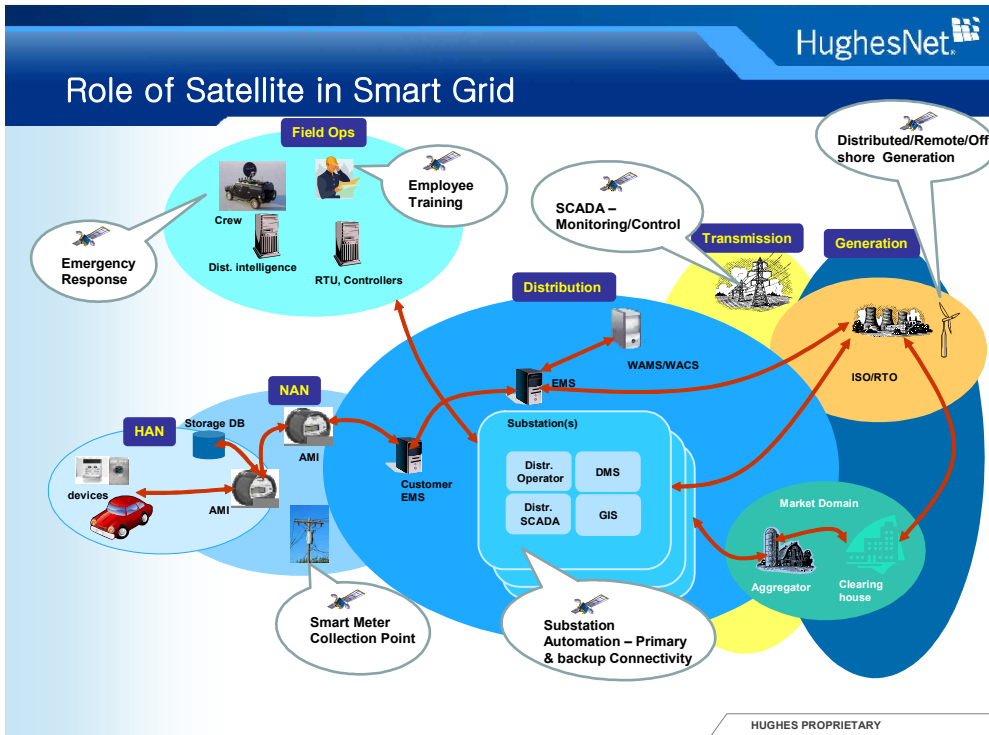 HughesNet.
Role of Satellite in Smart Grid
Field Ops
Distributed/Remote/Off
shore Generation
Employee
Training
SCADA –
Monitoring/Control
Crew
Transmission
Generation
Emergency
Response
Dist. intelligence
RTU, Controllers
Distribution
WAMS/WACS
EMS
ISO/RTO
NAN
HAN
Storage DB
AMI
Substation(s)
Customer
EMS
Distr.
Operator
DMS
Distr.
SCADA
GIS
devices
AMI
Market Domain
Aggregator
Clearing
house
Smart Meter
Collection Point
Substation
Automation – Primary
& backup Connectivity
HUGHES PROPRIETARY